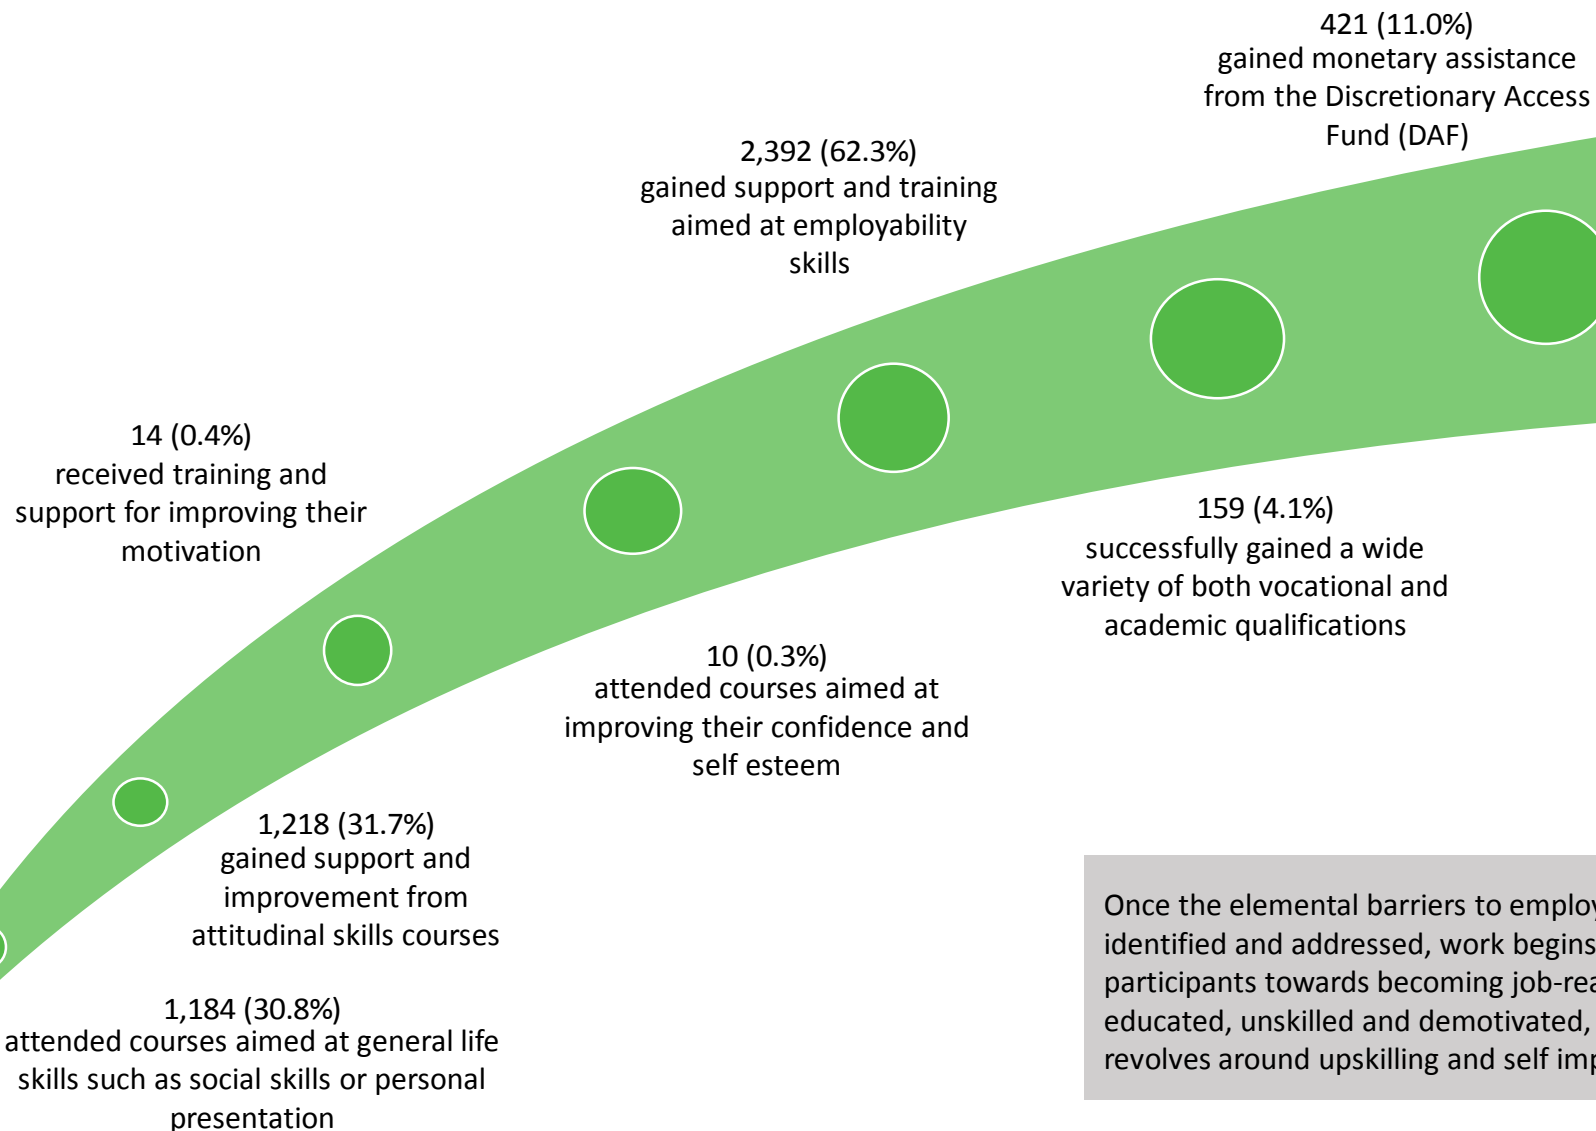 421 (11.0%)
gained monetary assistance
from the Discretionary Access
Fund (DAF)
2,392 (62.3%)
gained support and training
aimed at employability
skills
14 (0.4%)
received training and
support for improving their
motivation
159 (4.1%)
successfully gained a wide
variety of both vocational and
academic qualifications
10 (0.3%)
attended courses aimed at
improving their confidence and
self esteem
1,218 (31.7%)
gained support and
improvement from
attitudinal skills courses
1,184 (30.8%)
attended courses aimed at general life
skills such as social skills or personal
presentation
Once the elemental barriers to
identified and addressed, work begins
participants towards becoming
educated, unskilled and demotivated,
revolves around upskilling and self